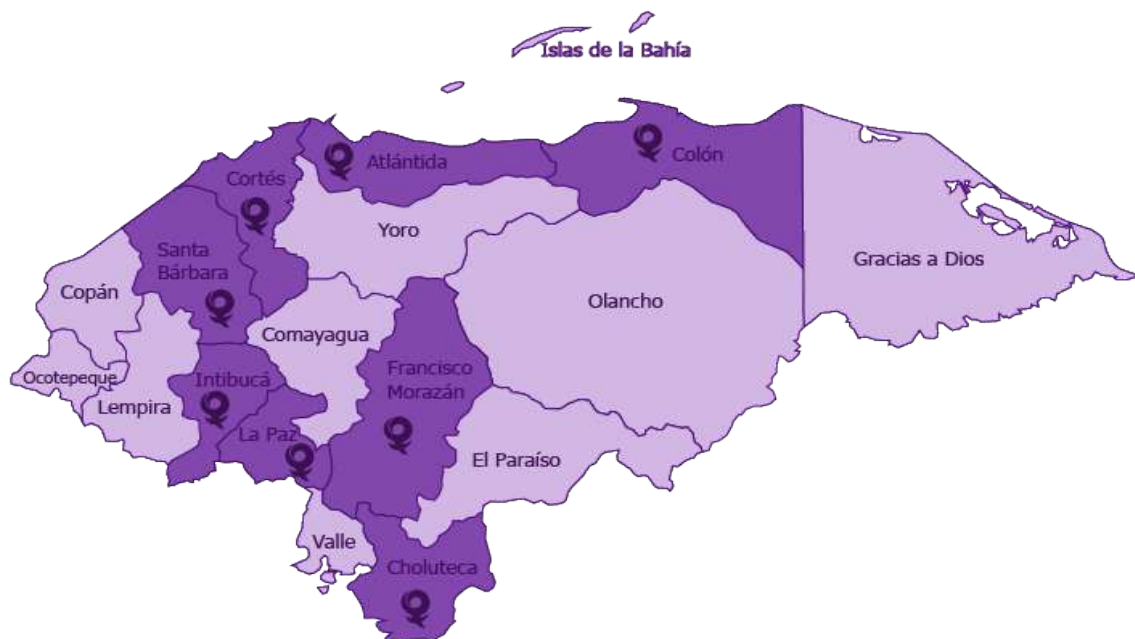 Islas de la Bahía
Atlántida
Colón
Cortés
Yoro
Santa
Bárbara
Gracias a Dios
Copán
Olancho
Comayagua
Francisco
Morazán
Ocotepeque
Intibucá
Lempira
La Paz
El Paraíso
Valle
Choluteca